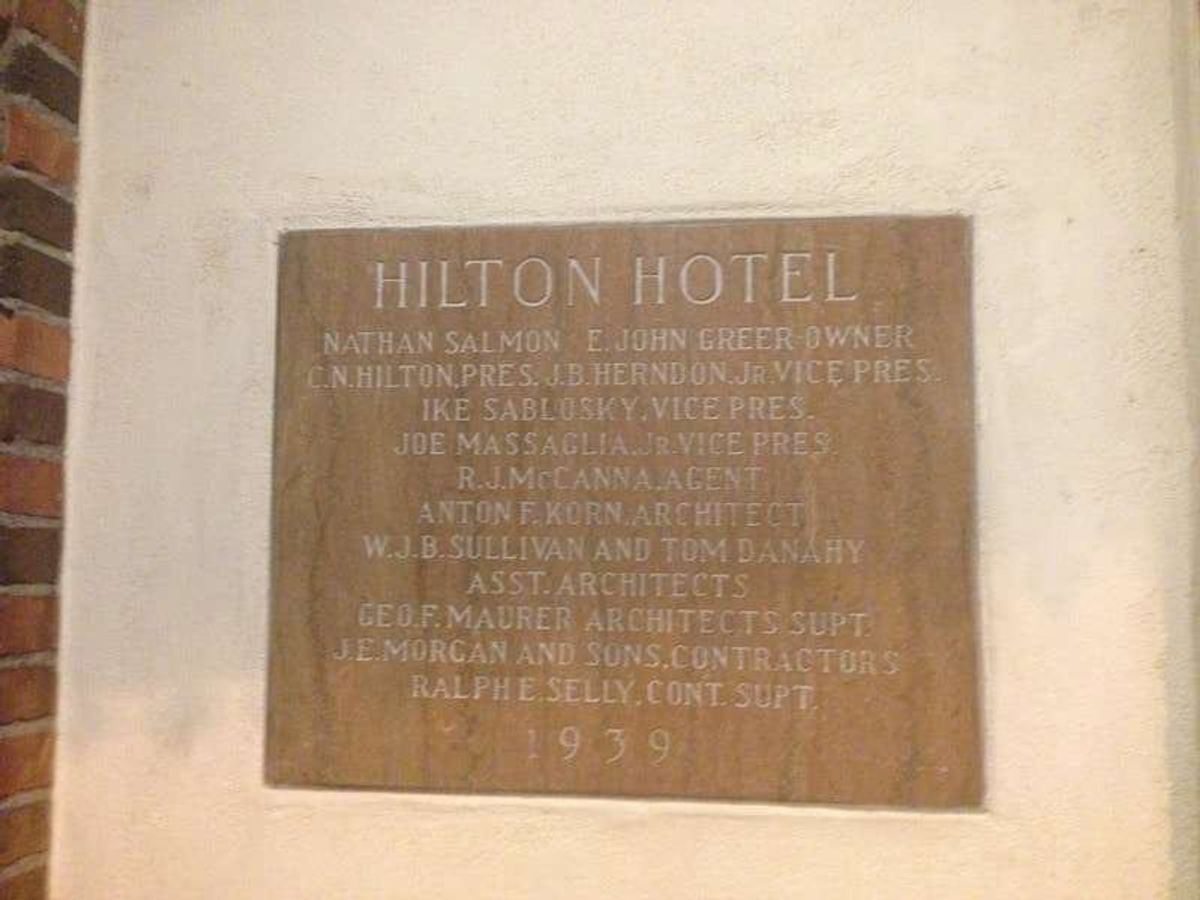 HILTON HOTEL
NATHAN SALMON E. JOHN GREER OWNER
C.N. HILTON, PRES. J.B. HERNDON, JR. VICE PRES.
IKE SABLOSKY, VICE PRES.
JOE MASSAGLIA, JR. VICE PRES.
R.J. McCANNA, AGENT
ANTON F. KORN, ARCHITECT
W.J.B. SULLIVAN AND TOM DANAHY
ASST. ARCHITECTS
GEO. F. MAURER ARCHITECTS SUPT.
J.E. MORGAN AND SONS, CONTRACTORS
RALPH E. SELLY, CONT. SUPT.
1939